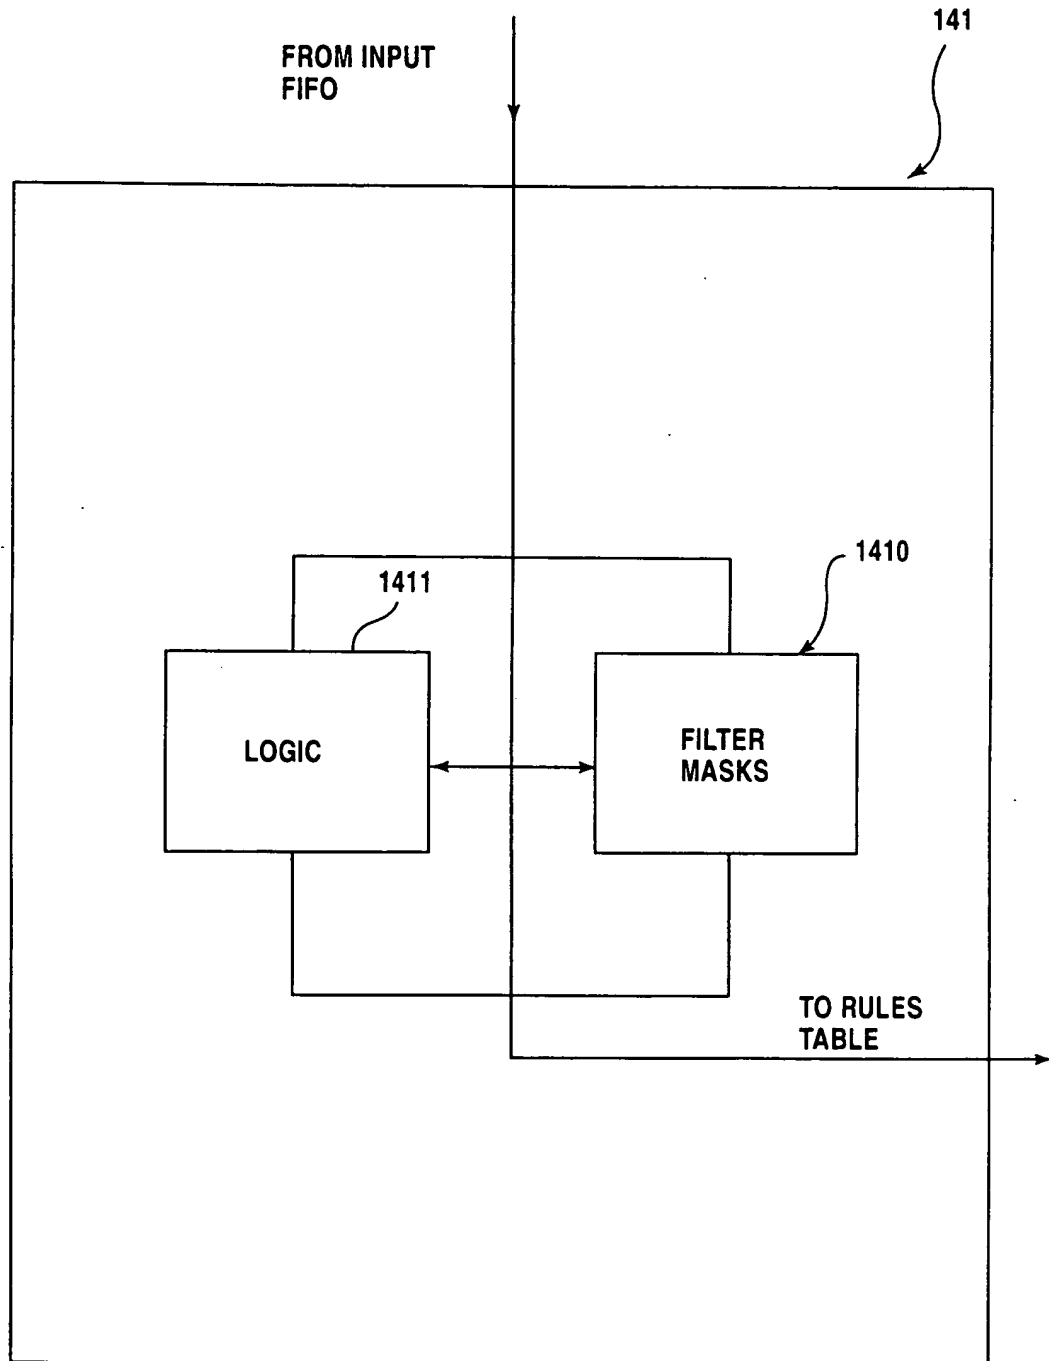 141
FROM INPUT
FIFO
1410
1411
LOGIC
FILTER
MASKS
TO RULES
TABLE